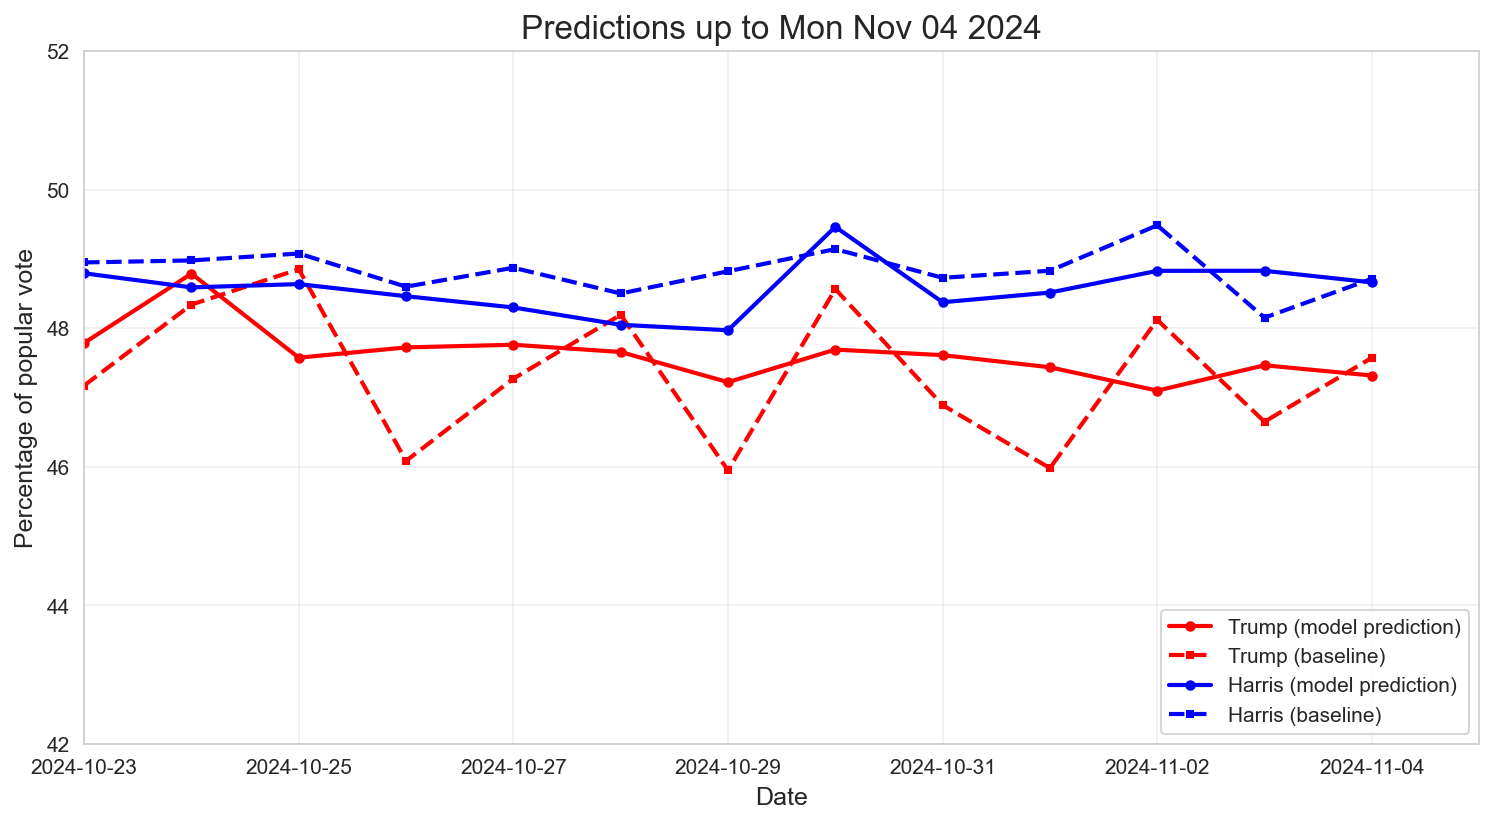 Predictions up to Mon Nov 04 2024
Percentage of popular vote
52
50
48
46
44
42
2024-10-23
2024-10-25
2024-10-27
2024-10-29
2024-10-31
2024-11-02
2024-11-04
Date
Trump (model prediction)
Trump (baseline)
Harris (model prediction)
Harris (baseline)